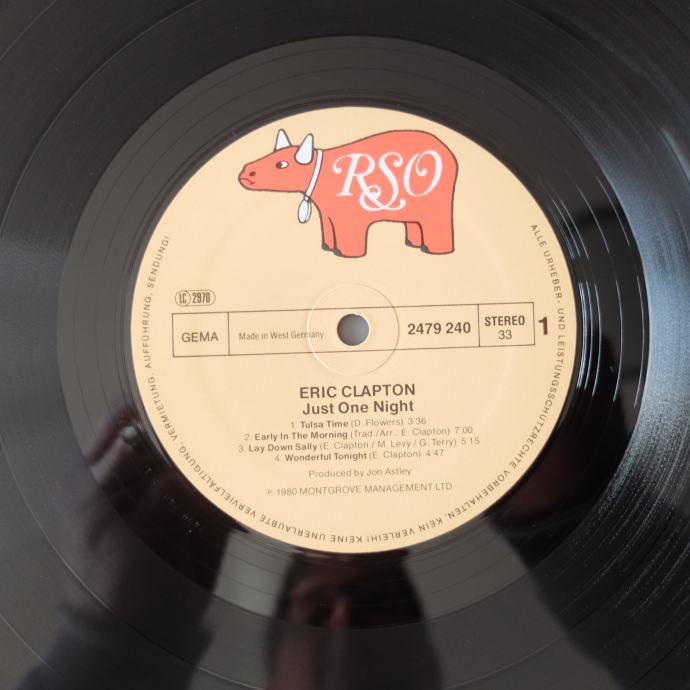 RSO
LC 2970
GEMA
Made in West Germany
2479 240
STEREO
33
1
ERIC CLAPTON
Just One Night
1. Tulsa Time (D. Flowers) 3'36
2. Early In The Morning (Trad./Arr.: E. Clapton) 7'00
3. Lay Down Sally (E. Clapton / M. Levy / G. Terry) 5'15
4. Wonderful Tonight (E. Clapton) 4'47
Produced by Jon Astley
℗ 1980 MONTGROVE MANAGEMENT LTD.
ALLE URHEBER- UND LEISTUNGSSCHUTZRECHTE VORBEHALTEN. KEIN VERLEIH! KEINE UNERLAUBTE VERVIELFÄLTIGUNG, VERMIETUNG, AUFFÜHRUNG, SENDUNG!